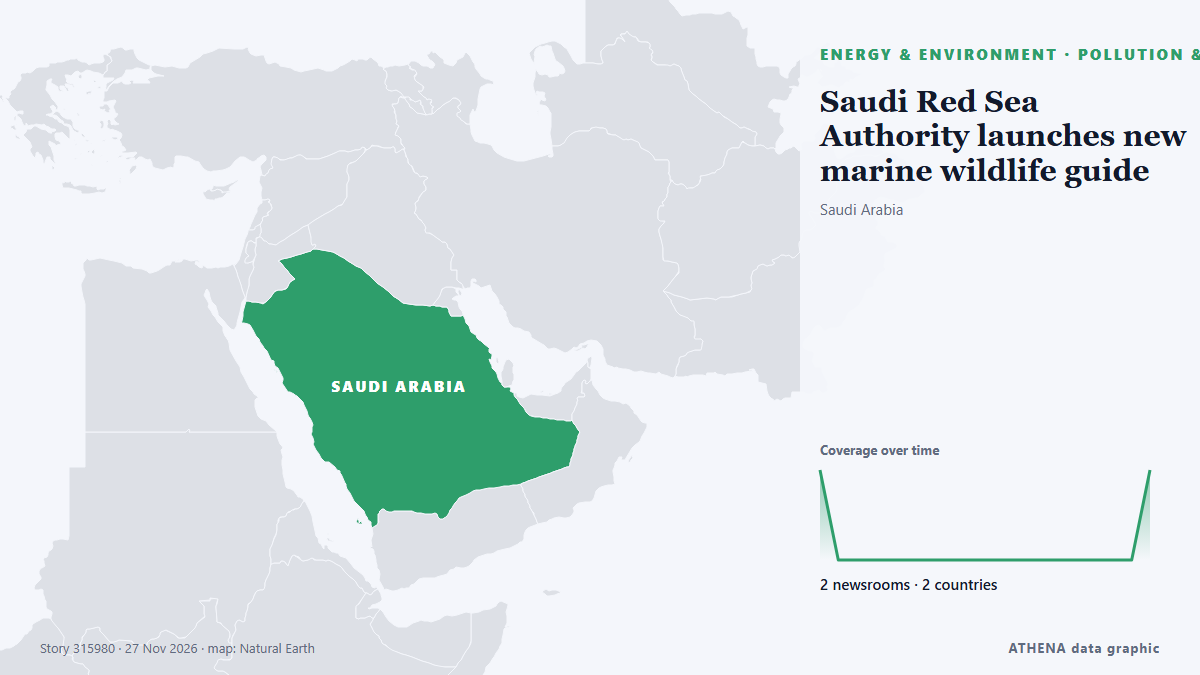 ENERGY & ENVIRONMENT · POLLUTION &
Saudi Red Sea
Authority launches new
marine wildlife guide
Saudi Arabia
SAUDI ARABIA
Coverage over time
2 newsrooms · 2 countries
Story 315980 · 27 Nov 2026 · map: Natural Earth
ATHENA data graphic